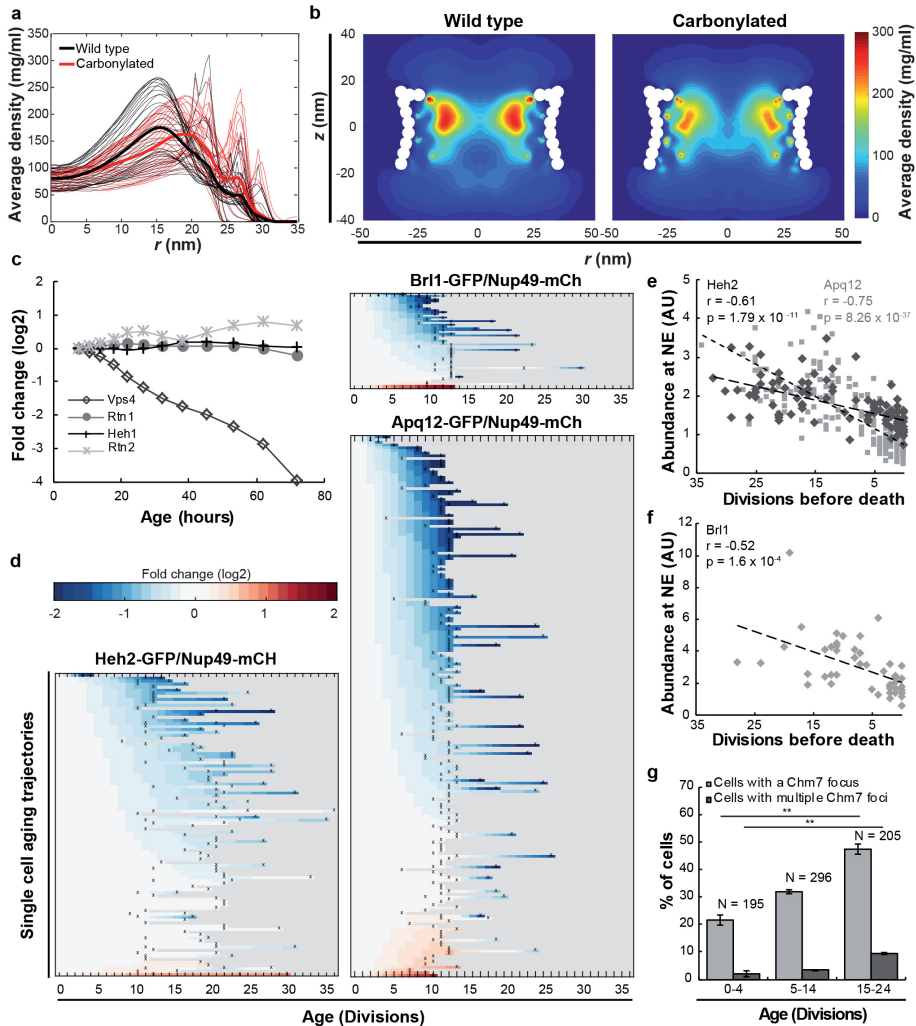 a
350
300
250
200
150
100
50
0
Average density (mg/ml)
Wild type
Carbonylated
0 5 10 15 20 25 30 35
r (nm)
b
Wild type
Carbonylated
40
20
0
-20
-40
z (nm)
-50 -25 0 25 50
-50 -25 0 25 50
r (nm)
300
200
100
0
Average density (mg/ml)
c
2
1
0
-1
-2
-3
-4
Fold change (log2)
Vps4
Rtn1
Heh1
Rtn2
0 20 40 60 80
Age (hours)
d
Fold change (log2)
-2 -1 0 1 2
Heh2-GFP/Nup49-mCH
Single cell aging trajectories
0 5 10 15 20 25 30 35
Brl1-GFP/Nup49-mCh
0 5 10 15 20 25 30 35
Apq12-GFP/Nup49-mCh
0 5 10 15 20 25 30 35
Age (Divisions)
e
Heh2
r = -0.61
p = 1.79 x 10 -11
Apq12
r = -0.75
p = 8.26 x 10-37
5
4
3
2
1
0
Abundance at NE (AU)
35 25 15 5
Divisions before death
f
Brl1
r = -0.52
p = 1.6 x 10-4
12
10
8
6
4
2
0
Abundance at NE (AU)
35 25 15 5
Divisions before death
g
Cells with a Chm7 focus
Cells with multiple Chm7 foci
70
60
50
40
30
20
10
0
% of cells
**
**
N = 195
N = 296
N = 205
0-4 5-14 15-24
Age (Divisions)